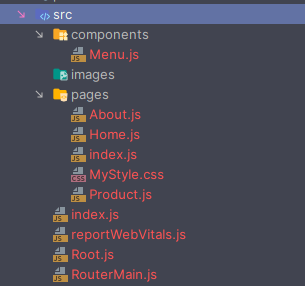 src
components
Menu.js
images
pages
About.js
Home.js
index.js
MyStyle.css
Product.js
index.js
reportWebVitals.js
Root.js
RouterMain.js